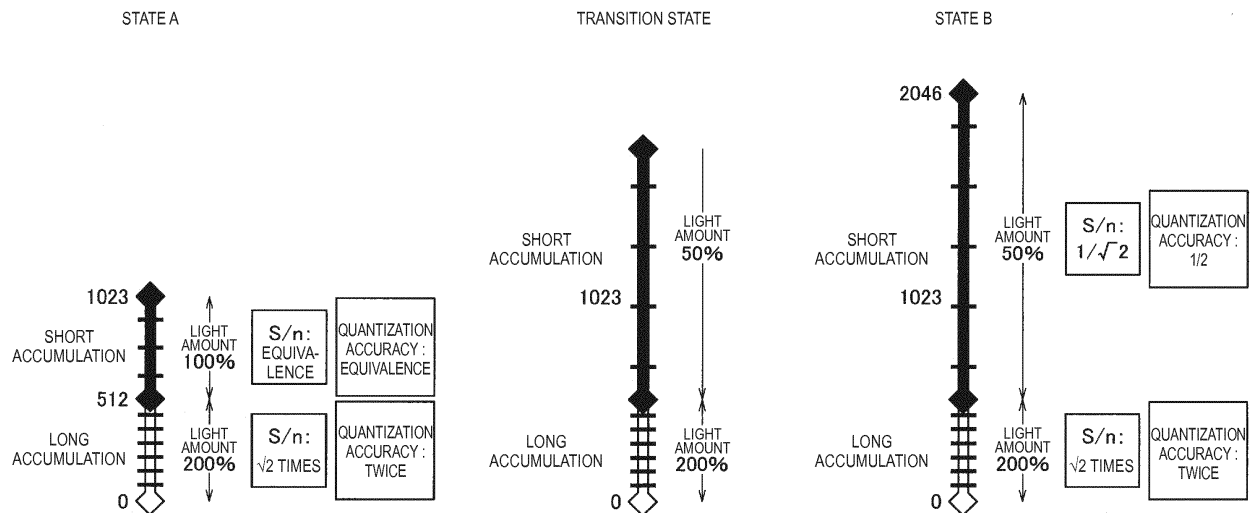 STATE A
1023
SHORT
ACCUMULATION
LIGHT
AMOUNT
100%
S/n:
EQUIVA-
LENCE
QUANTIZATION
ACCURACY :
EQUIVALENCE
512
LONG
ACCUMULATION
LIGHT
AMOUNT
200%
S/n:
√2 TIMES
QUANTIZATION
ACCURACY :
TWICE
0
TRANSITION STATE
SHORT
ACCUMULATION
LIGHT
AMOUNT
50%
1023
LONG
ACCUMULATION
LIGHT
AMOUNT
200%
0
STATE B
2046
SHORT
ACCUMULATION
LIGHT
AMOUNT
50%
S/n:
1/√2
QUANTIZATION
ACCURACY :
1/2
1023
LONG
ACCUMULATION
LIGHT
AMOUNT
200%
S/n:
√2 TIMES
QUANTIZATION
ACCURACY :
TWICE
0